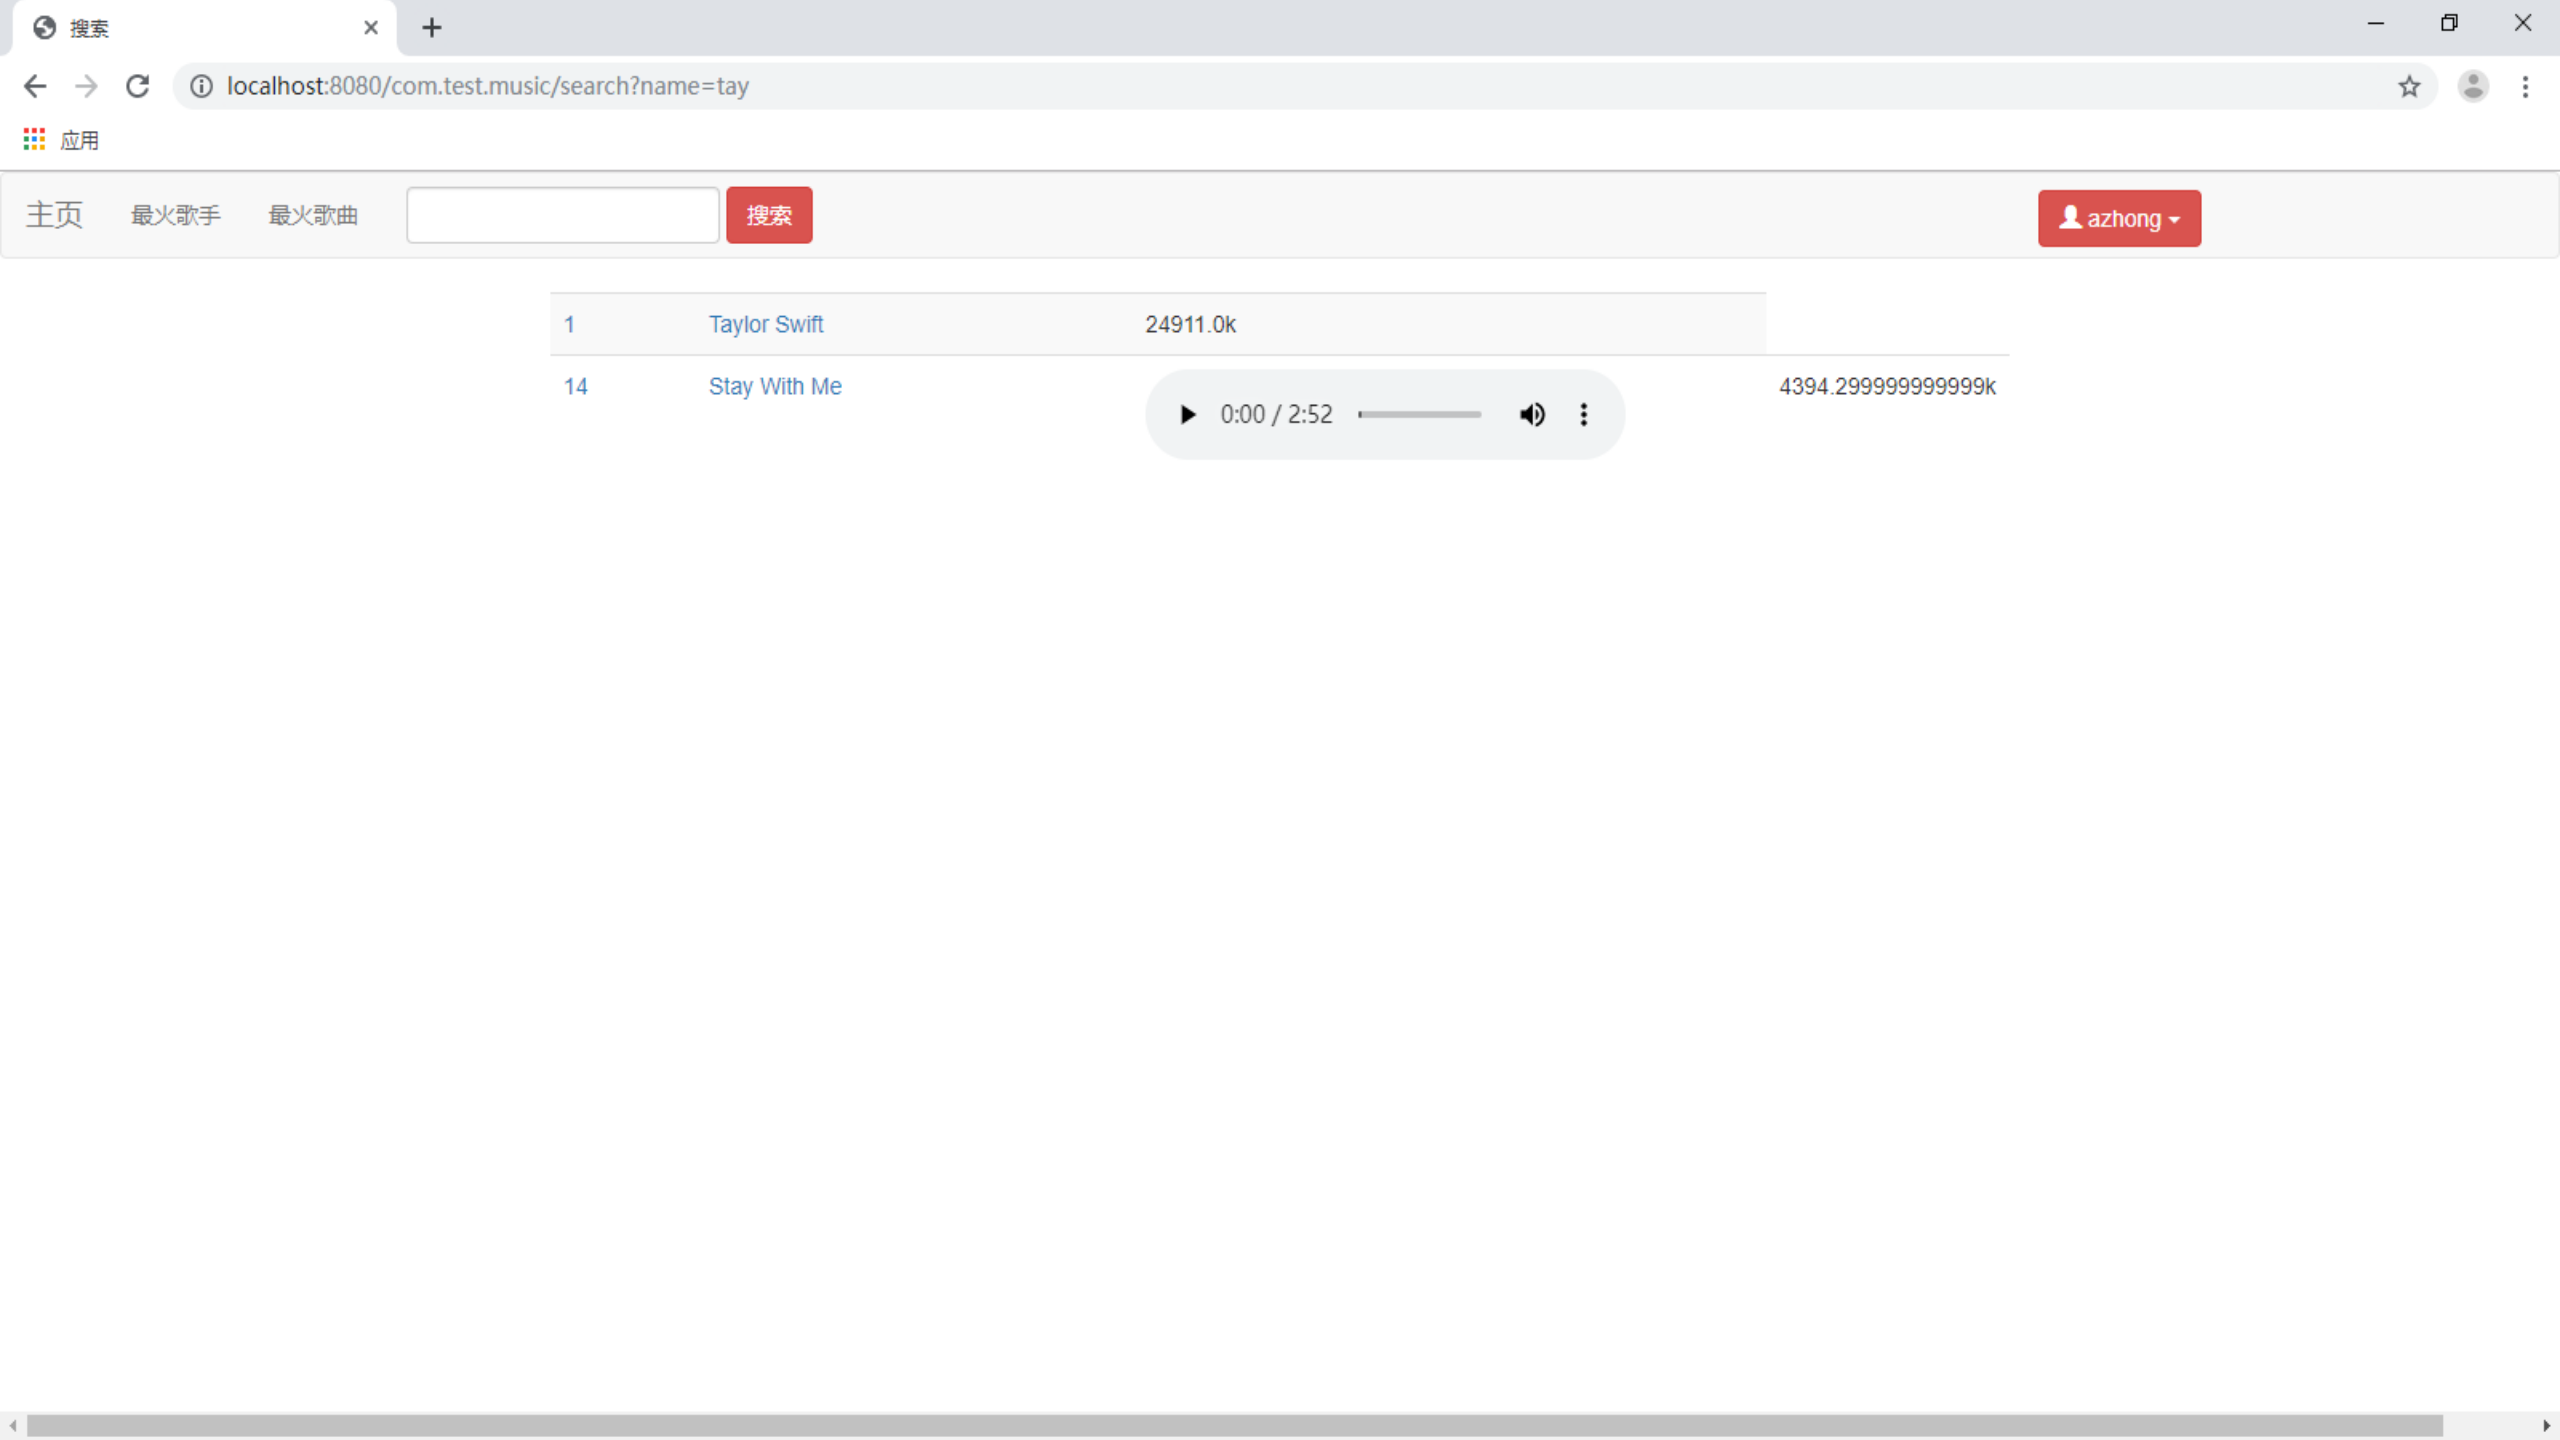 搜索
localhost:8080/com.test.music/search?name=tay
应用
主页 最火歌手 最火歌曲 搜索 azhong
1 Taylor Swift 24911.0k
14 Stay With Me 0:00 / 2:52 4394.299999999999k